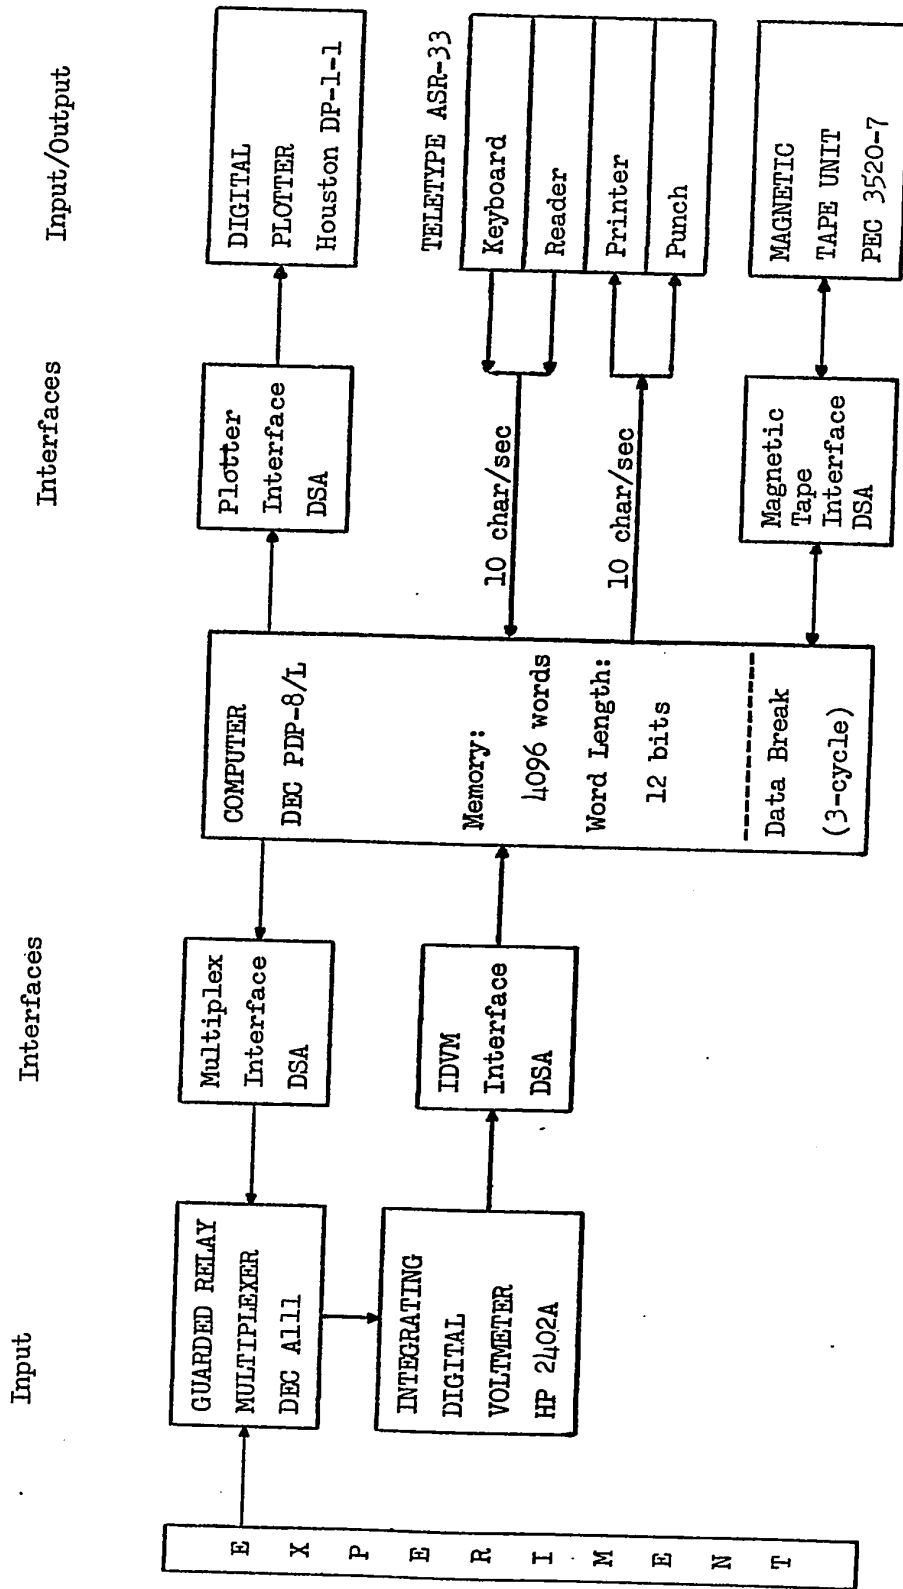 Input
Interfaces
Interfaces
Input/Output
E X P E R I M E N T
GUARDED RELAY
MULTIPLEXER
DEC A111
INTEGRATING
DIGITAL
VOLTMETER
HP 2402A
Multiplex
Interface
DSA
IDVM
Interface
DSA
COMPUTER
DEC PDP-8/L
Memory:
4096 words
Word Length:
12 bits
Data Break
(3-cycle)
Plotter
Interface
DSA
10 char/sec
10 char/sec
Magnetic
Tape
Interface
DSA
DIGITAL
PLOTTER
Houston DP-1-1
TELETYPE ASR-33
Keyboard
Reader
Printer
Punch
MAGNETIC
TAPE UNIT
PEC 3520-7